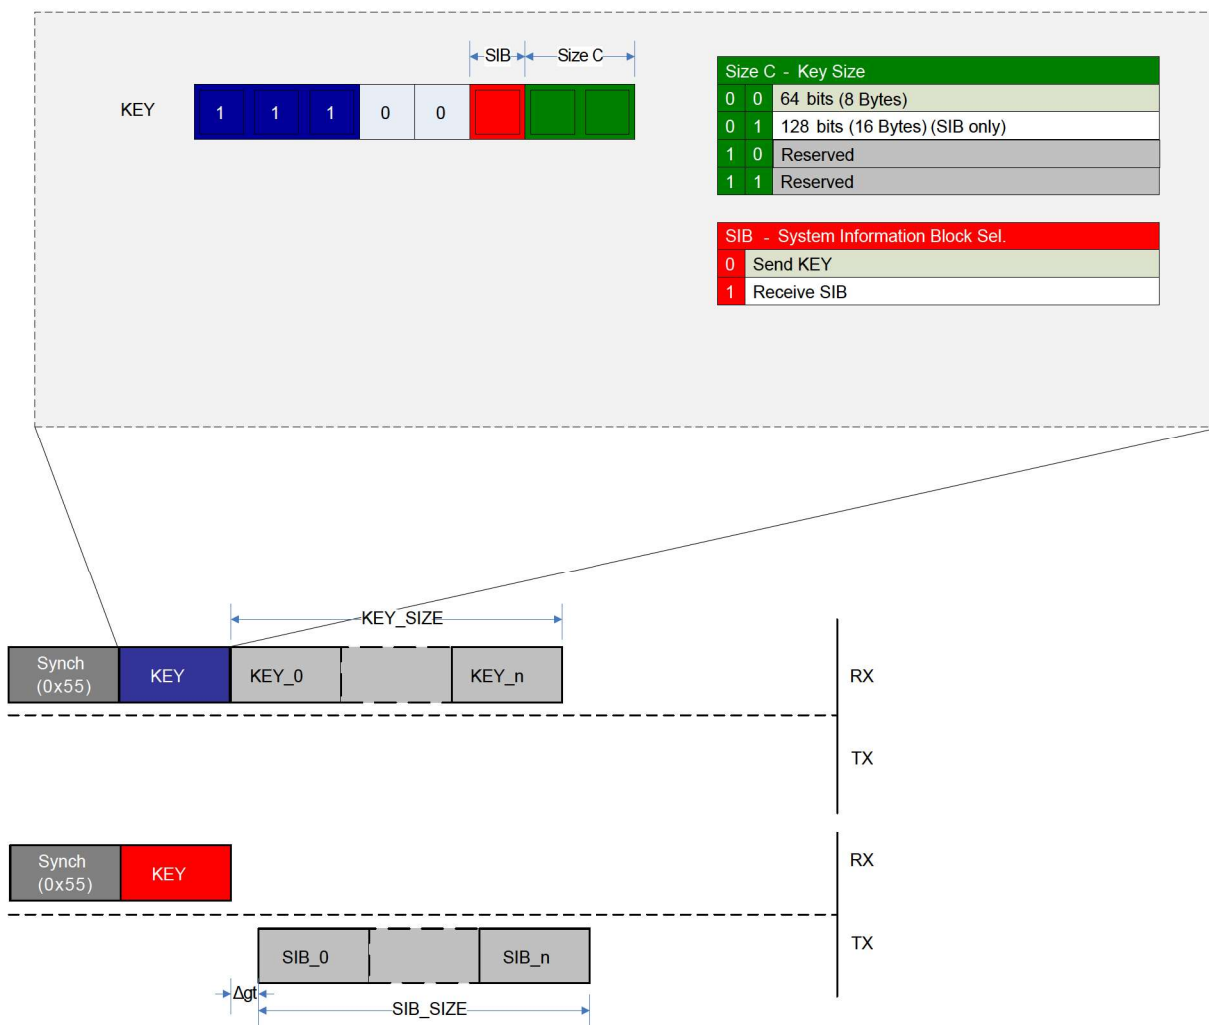 SIB Size C
KEY 1 1 1 0 0
Size C - Key Size
0 0 64 bits (8 Bytes)
0 1 128 bits (16 Bytes) (SIB only)
1 0 Reserved
1 1 Reserved
SIB - System Information Block Sel.
0 Send KEY
1 Receive SIB
KEY_SIZE
Synch
(0x55)
KEY KEY_0 KEY_n RX
TX
Synch
(0x55)
KEY RX
SIB_0 SIB_n TX
Δgt
SIB_SIZE